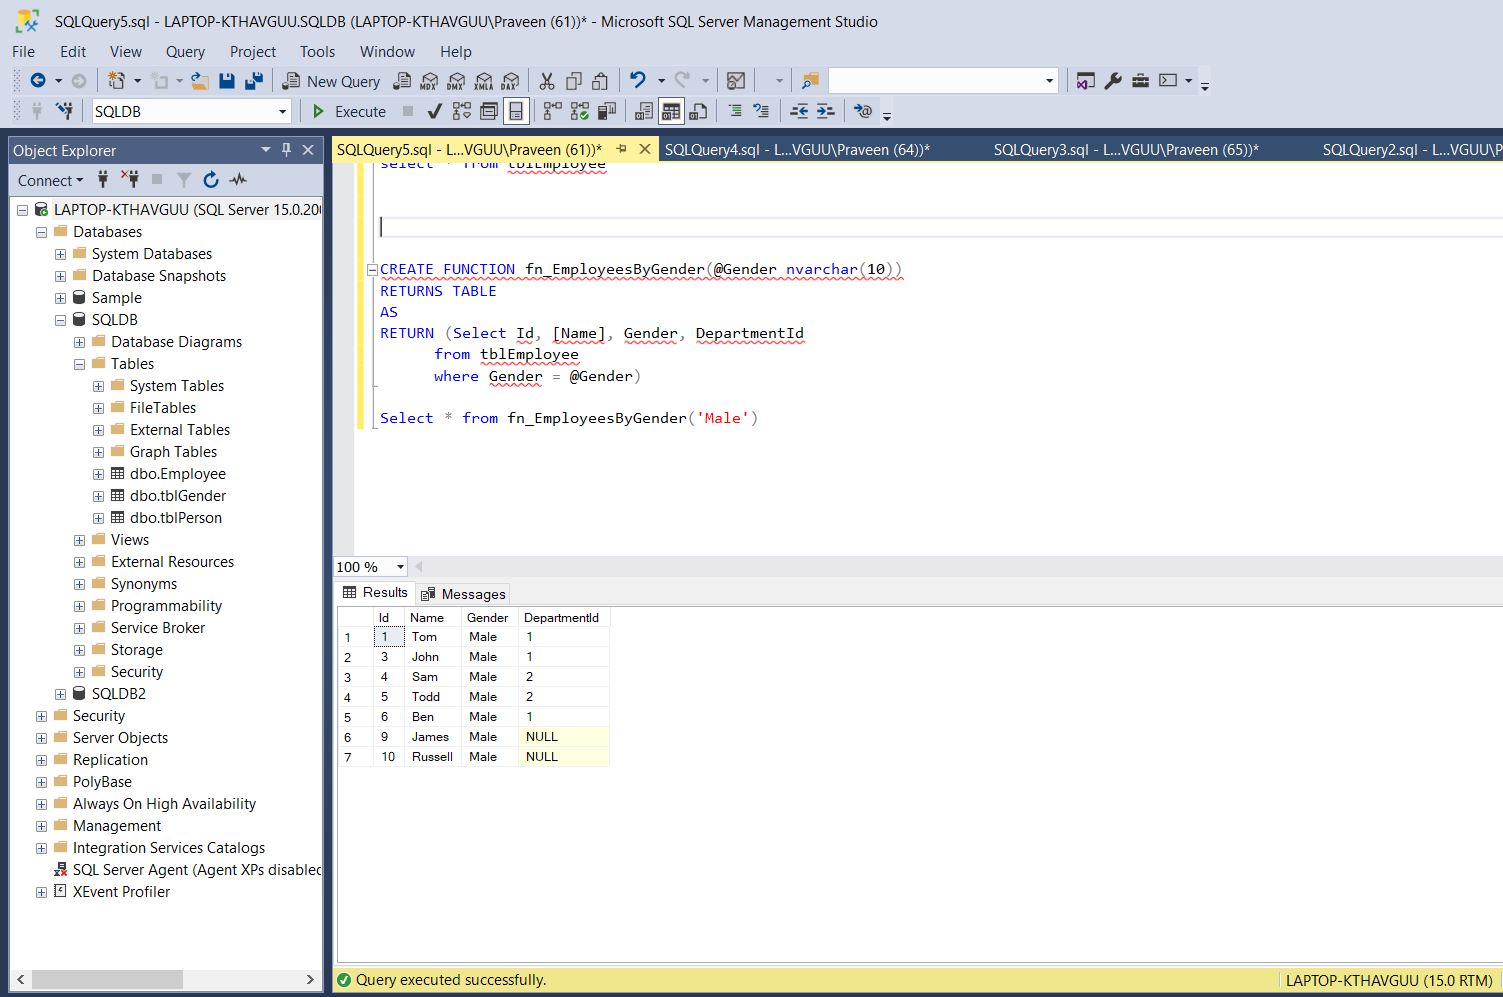 SQLQuery5.sql - LAPTOP-KTHAVGUU.SQLDB (LAPTOP-KTHAVGUU\Praveen (61))* - Microsoft SQL Server Management Studio
File Edit View Query Project Tools Window Help
New Query MDX DMX XMLA DAX
SQLDB Execute
Object Explorer
Connect
LAPTOP-KTHAVGUU (SQL Server 15.0.200
Databases
System Databases
Database Snapshots
Sample
SQLDB
Database Diagrams
Tables
System Tables
FileTables
External Tables
Graph Tables
dbo.Employee
dbo.tblGender
dbo.tblPerson
Views
External Resources
Synonyms
Programmability
Service Broker
Storage
Security
SQLDB2
Security
Server Objects
Replication
PolyBase
Always On High Availability
Management
Integration Services Catalogs
SQL Server Agent (Agent XPs disabled
XEvent Profiler
SQLQuery5.sql - L...VGUU\Praveen (61))* SQLQuery4.sql - L...VGUU\Praveen (64))* SQLQuery3.sql - L...VGUU\Praveen (65))* SQLQuery2.sql - L...VGUU\P
select * from tblEmployee
CREATE FUNCTION fn_EmployeesByGender(@Gender nvarchar(10))
RETURNS TABLE
AS
RETURN (Select Id, [Name], Gender, DepartmentId
from tblEmployee
where Gender = @Gender)
Select * from fn_EmployeesByGender('Male')
100 %
Results Messages
Id Name Gender DepartmentId
1 1 Tom Male 1
2 3 John Male 1
3 4 Sam Male 2
4 5 Todd Male 2
5 6 Ben Male 1
6 9 James Male NULL
7 10 Russell Male NULL
Query executed successfully. LAPTOP-KTHAVGUU (15.0 RTM)